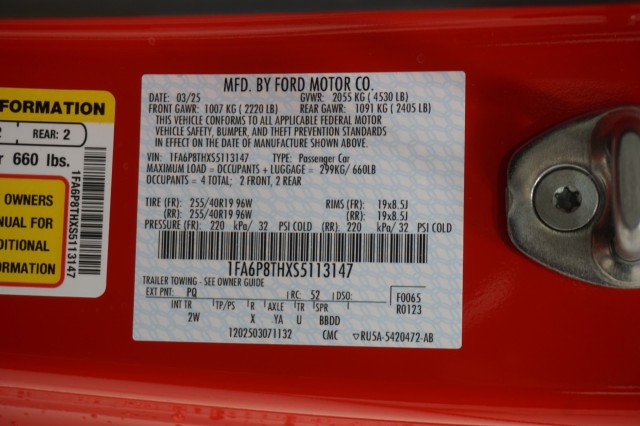 FORMATION
2 REAR: 2
r 660 lbs.
OWNERS
NUAL FOR
DITIONAL
ORMATION
1FA6P8THXS5113147
MFD. BY FORD MOTOR CO.
DATE: 03/25 GVWR: 2055 KG ( 4530 LB)
FRONT GAWR: 1007 KG ( 2220 LB) REAR GAWR: 1091 KG ( 2405 LB)
THIS VEHICLE CONFORMS TO ALL APPLICABLE FEDERAL MOTOR
VEHICLE SAFETY, BUMPER, AND THEFT PREVENTION STANDARDS
IN EFFECT ON THE DATE OF MANUFACTURE SHOWN ABOVE.
VIN: 1FA6P8THXS5113147 TYPE: Passenger Car
MAXIMUM LOAD = OCCUPANTS + LUGGAGE = 299KG/ 660LB
OCCUPANTS = 4 TOTAL; 2 FRONT, 2 REAR
TIRE (FR): 255/40R19 96W RIMS (FR): 19x8.5J
(RR): 255/40R19 96W (RR): 19x8.5J
PRESSURE (FR): 220 kPa/ 32 PSI COLD (RR): 220 kPa/ 32 PSI COLD
1FA6P8THXS5113147
TRAILER TOWING - SEE OWNER GUIDE
EXT PNT: PQ RC: 52 DSO: F0065
INT TR TP/PS R AXLE TR SPR R0123
2W X YA U BBDD
1202503071132 CMC ▽RU5A-5420472-AB